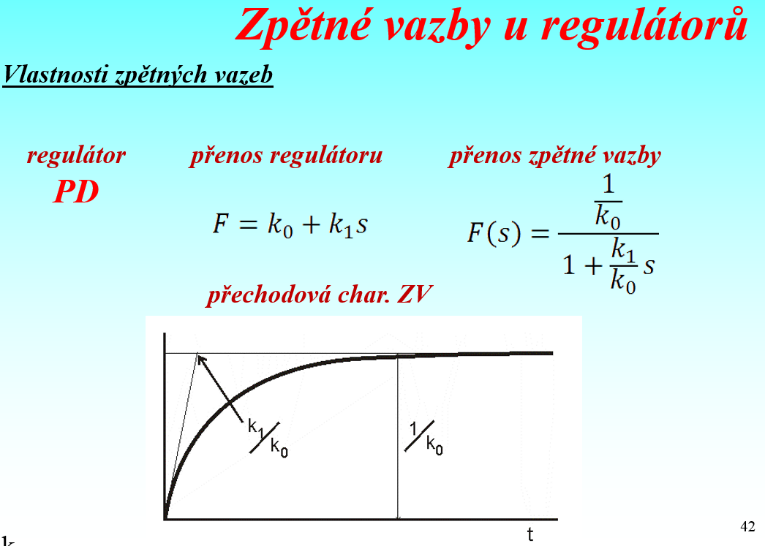 Zpětné vazby u regulátorů
Vlastnosti zpětných vazeb
regulátor přenos regulátoru přenos zpětné vazby
PD
F = k₀ + k₁s
F(s) = (1/k₀)/(1 + (k₁/k₀)s)
přechodová char. ZV
k₁/k₀
1/k₀
t
42